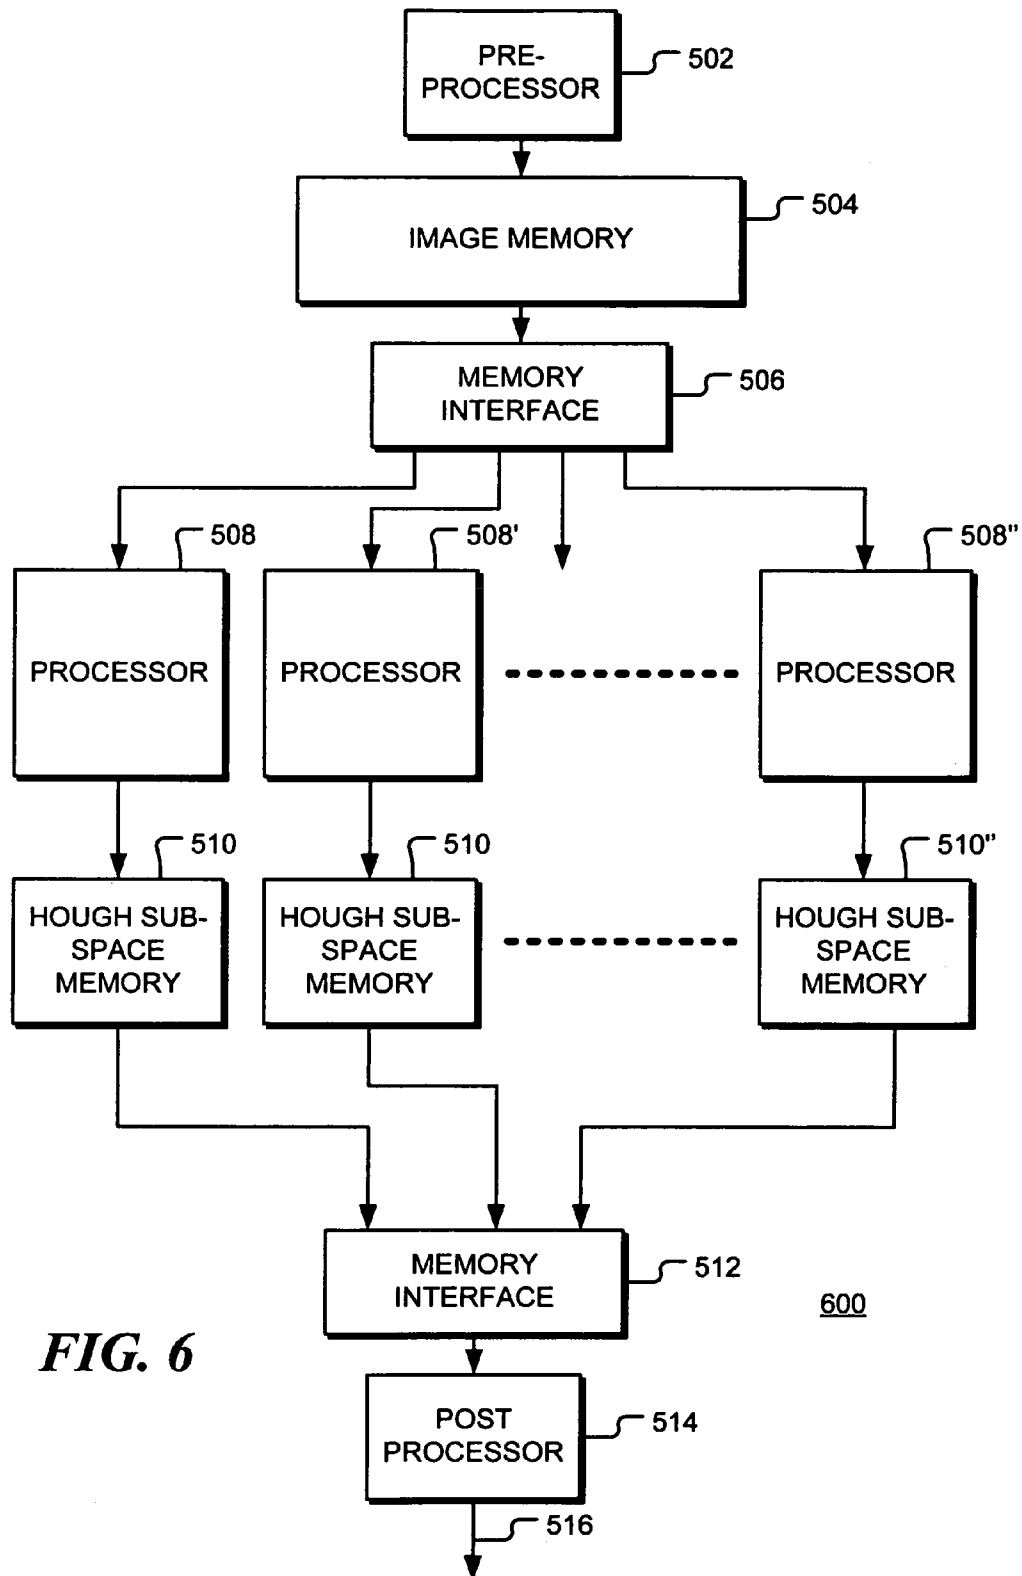 PRE-
PROCESSOR
502
IMAGE MEMORY
504
MEMORY
INTERFACE
506
508
508'
508"
PROCESSOR
PROCESSOR
PROCESSOR
510
510
510"
HOUGH SUB-
SPACE
MEMORY
HOUGH SUB-
SPACE
MEMORY
HOUGH SUB-
SPACE
MEMORY
MEMORY
INTERFACE
512
600
FIG. 6
POST
PROCESSOR
514
516